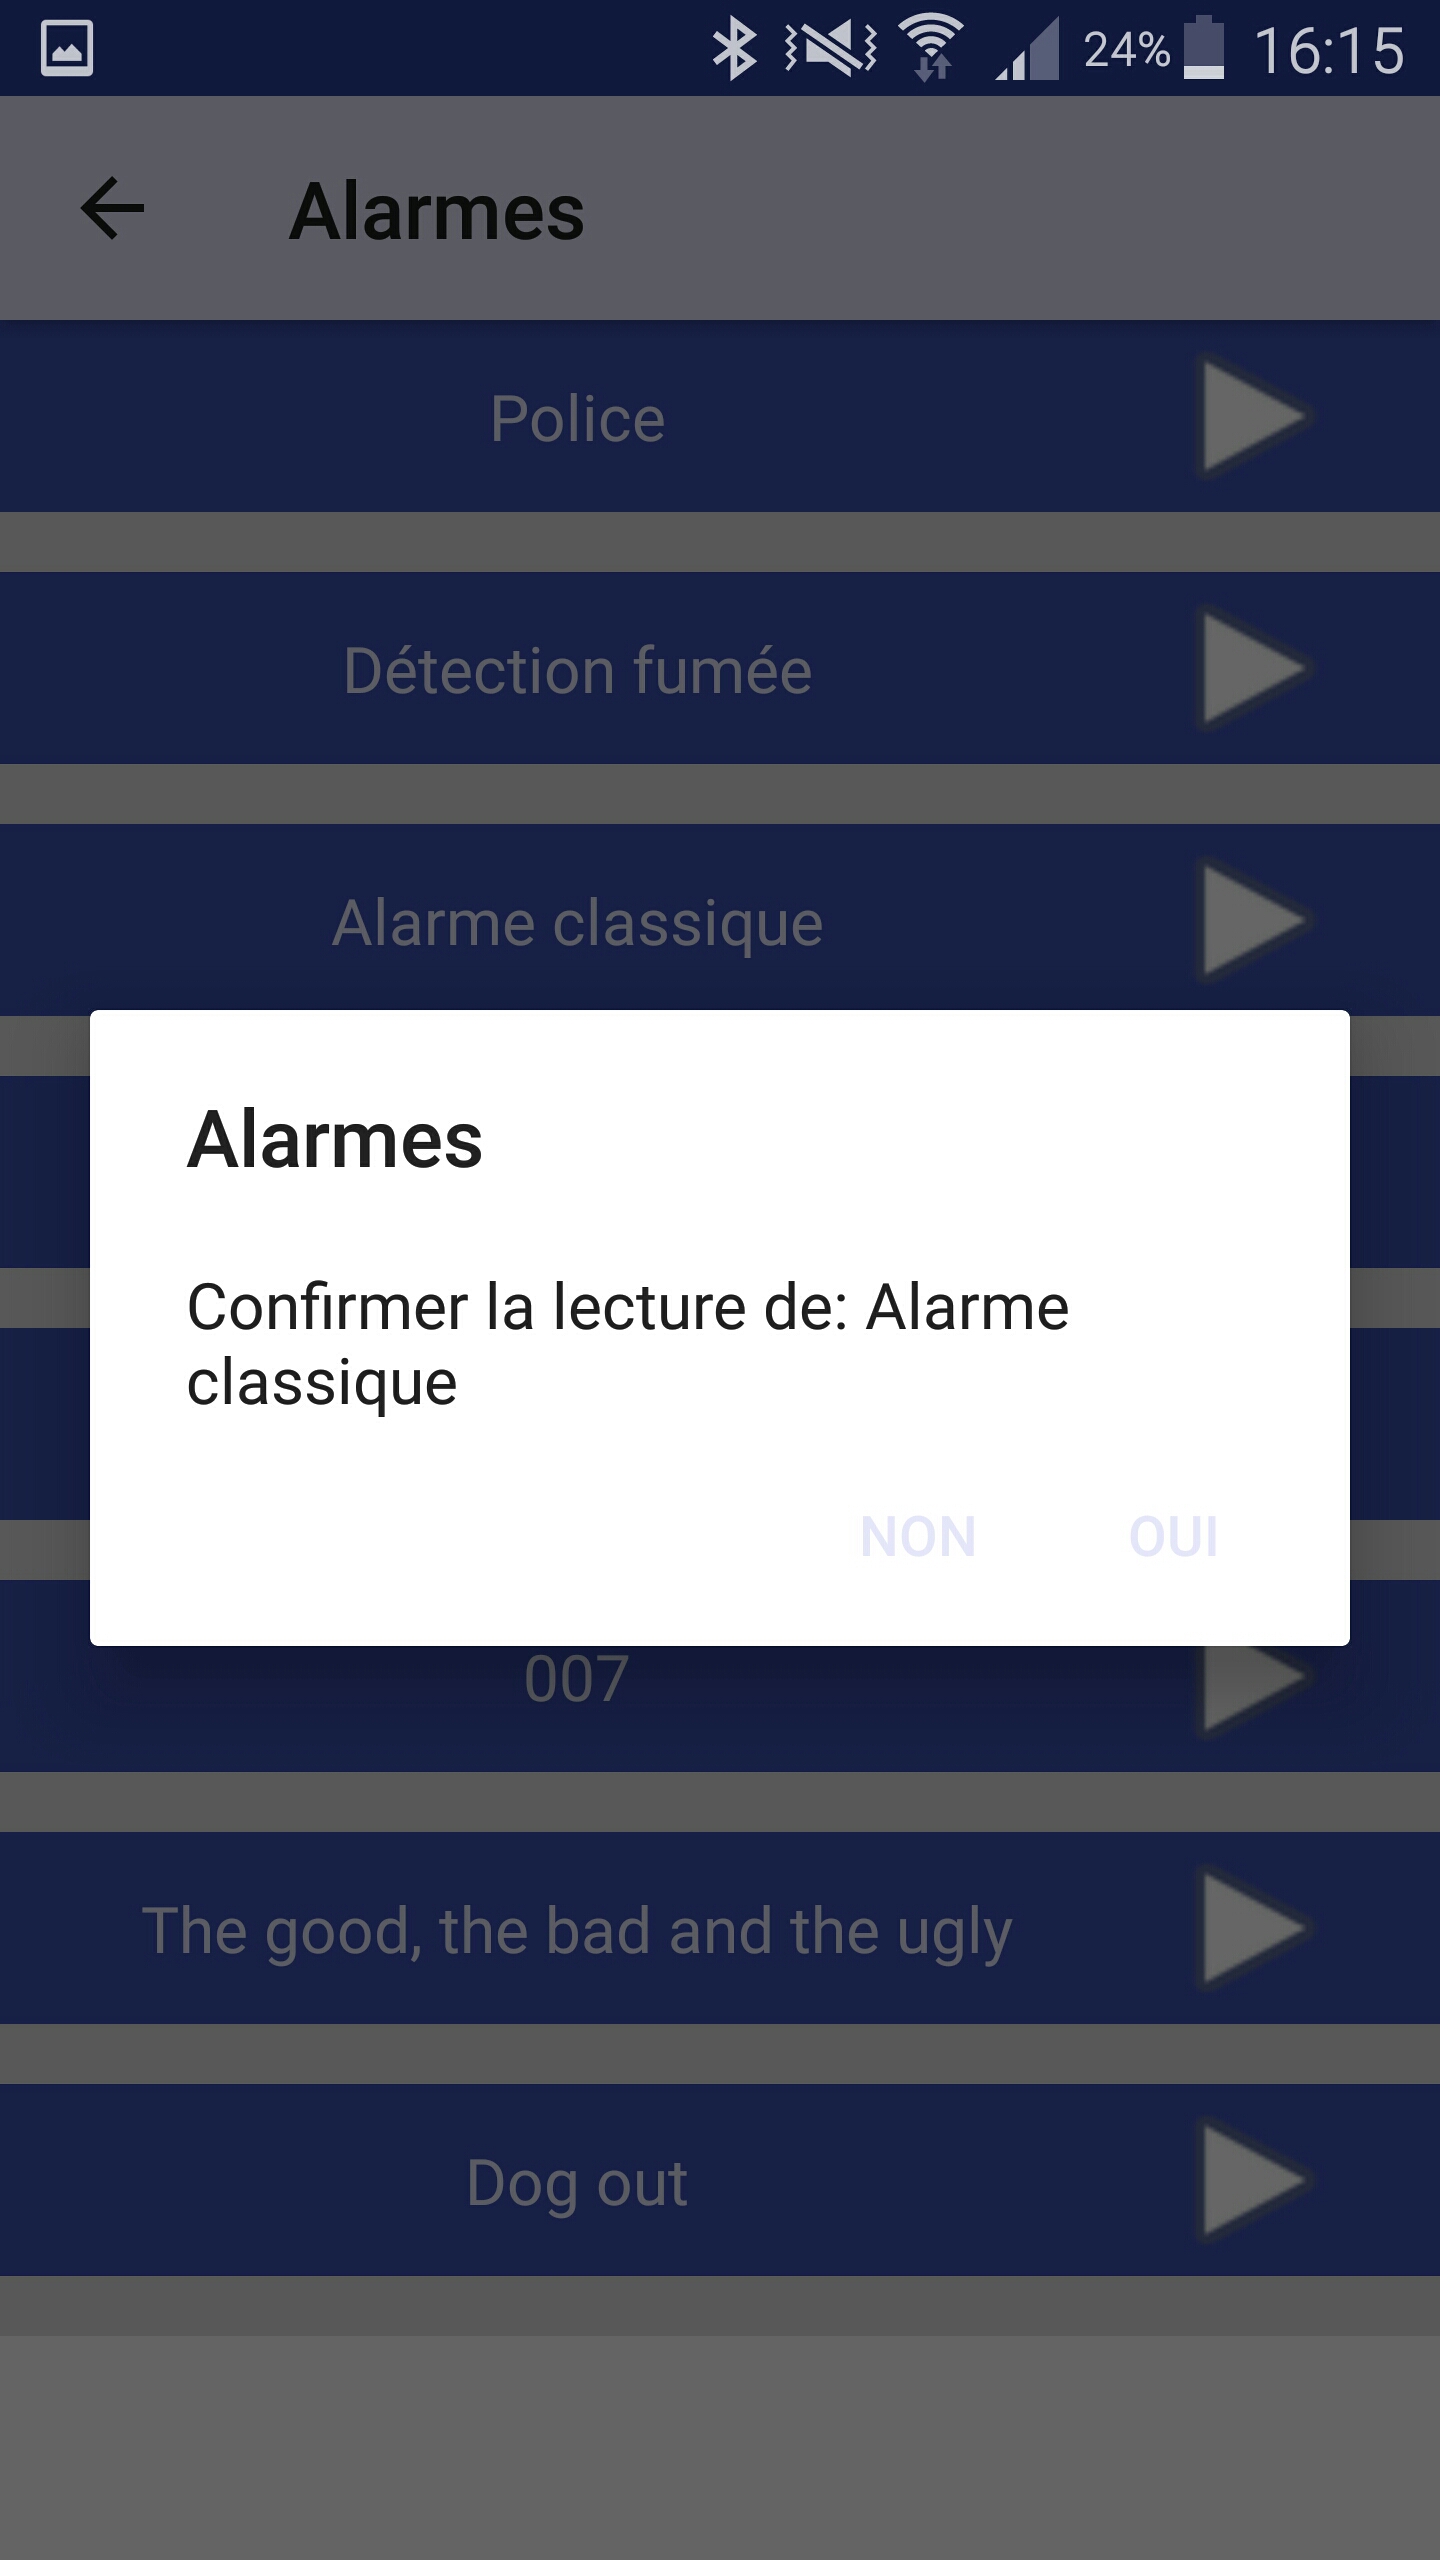 24% 16:15
Alarmes
Police
Détection fumée
Alarme classique
Alarmes
Confirmer la lecture de: Alarme
classique
NON OUI
007
The good, the bad and the ugly
Dog out